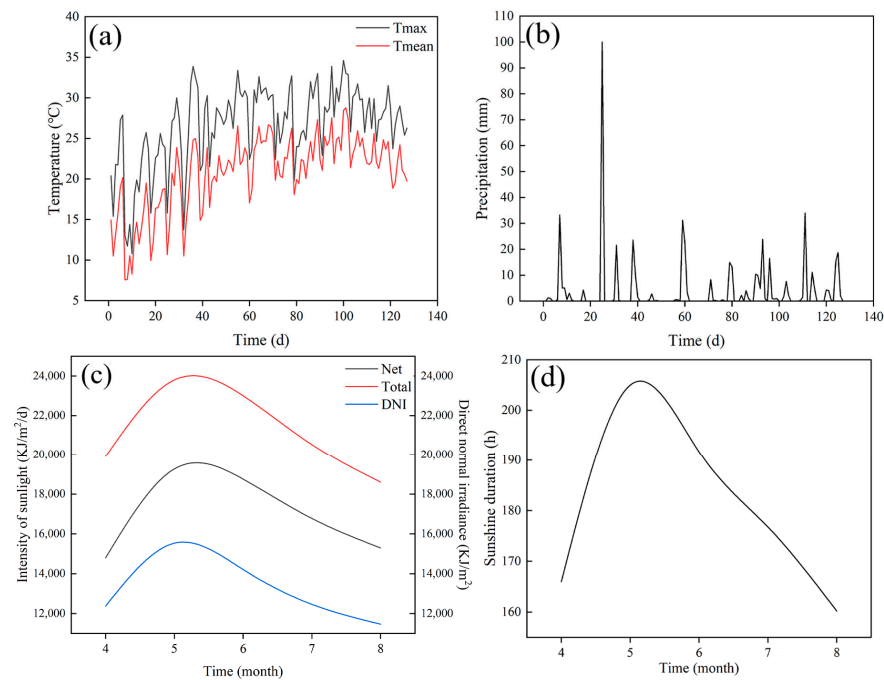 (a)
Tmax
Tmean
40
35
30
25
20
15
10
5
Temperature (℃)
0 20 40 60 80 100 120 140
Time (d)
(b)
110
100
90
80
70
60
50
40
30
20
10
0
Precipitation (mm)
0 20 40 60 80 100 120 140
Time (d)
(c)
Net
Total
DNI
24,000
22,000
20,000
18,000
16,000
14,000
12,000
Intensity of sunlight (KJ/m²/d)
24,000
22,000
20,000
18,000
16,000
14,000
12,000
Direct normal irradiance (KJ/m²)
4 5 6 7 8
Time (month)
(d)
210
200
190
180
170
160
Sunshine duration (h)
4 5 6 7 8
Time (month)